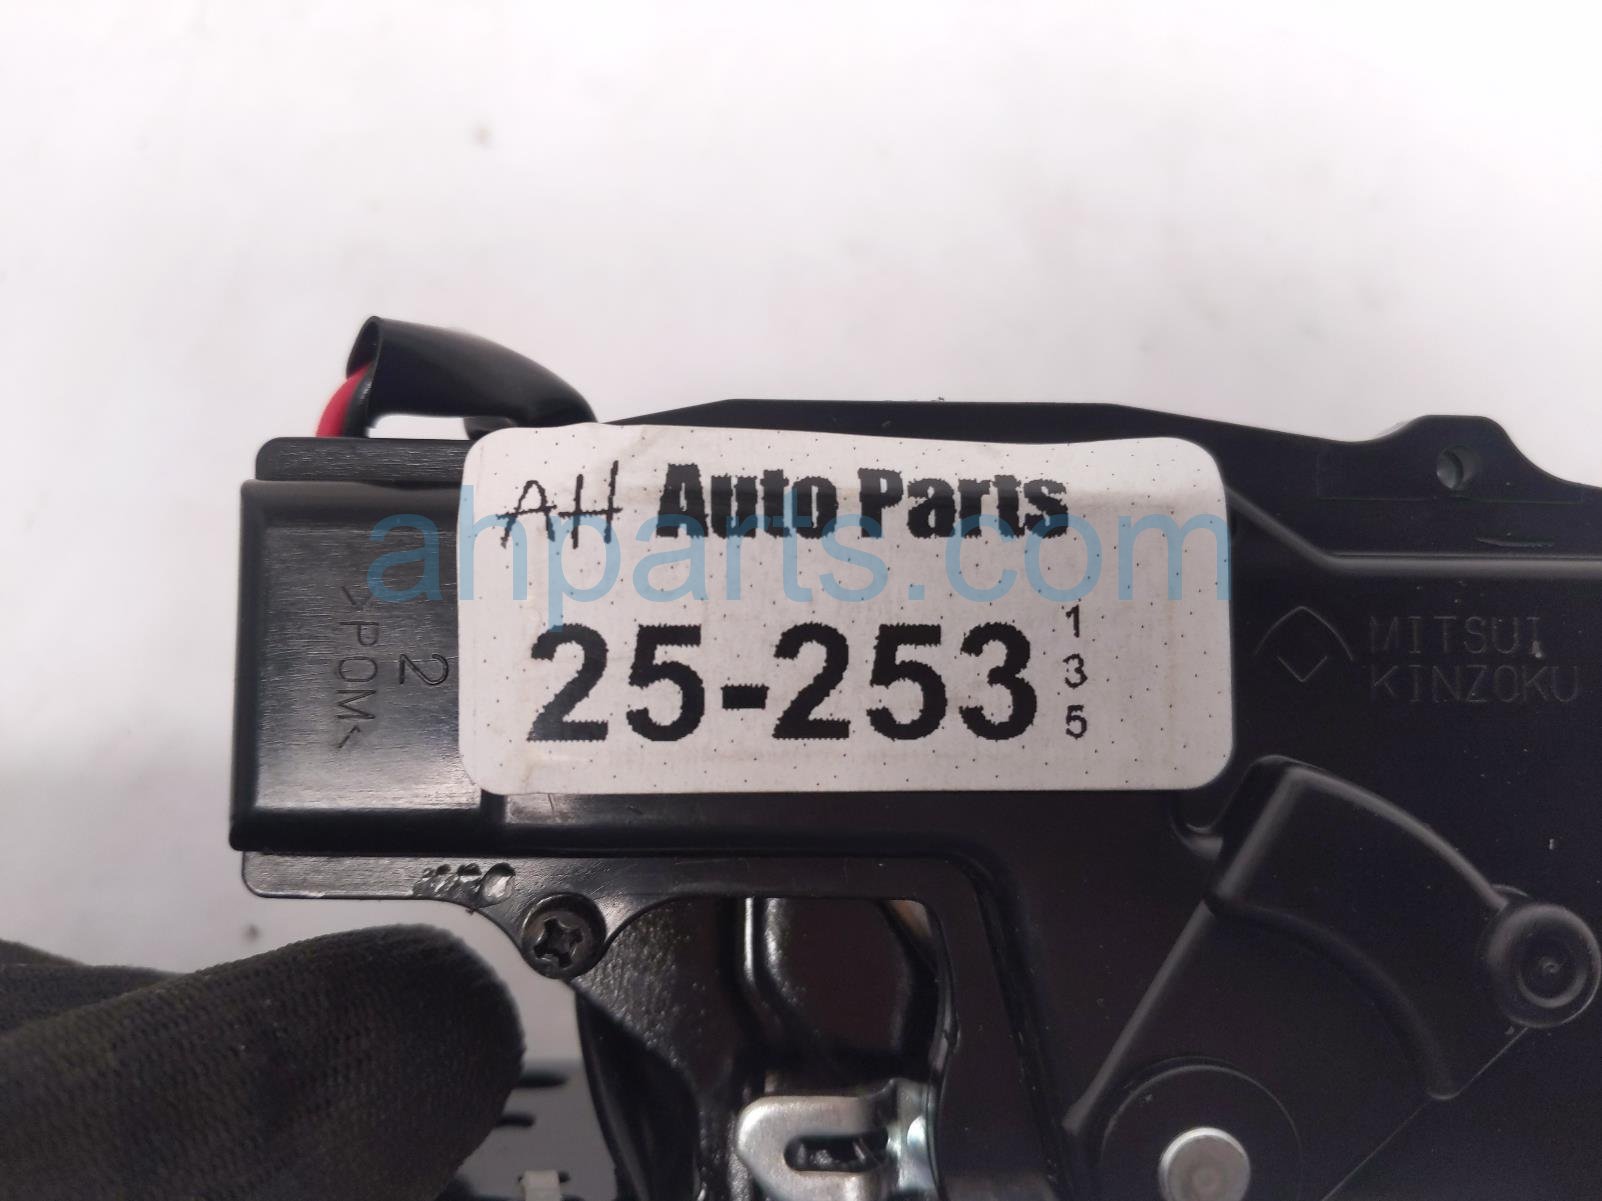 AH Auto Parts
ahparts.com
25-253
1
3
5
MITSUI
KINZOKU
2
>POM<